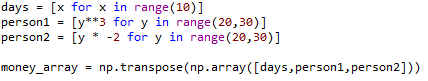 days = [x for x in range(10)]
person1 = [y**3 for y in range(20,30)]
person2 = [y * -2 for y in range(20,30)]
money_array = np.transpose(np.array([days,person1,person2]))